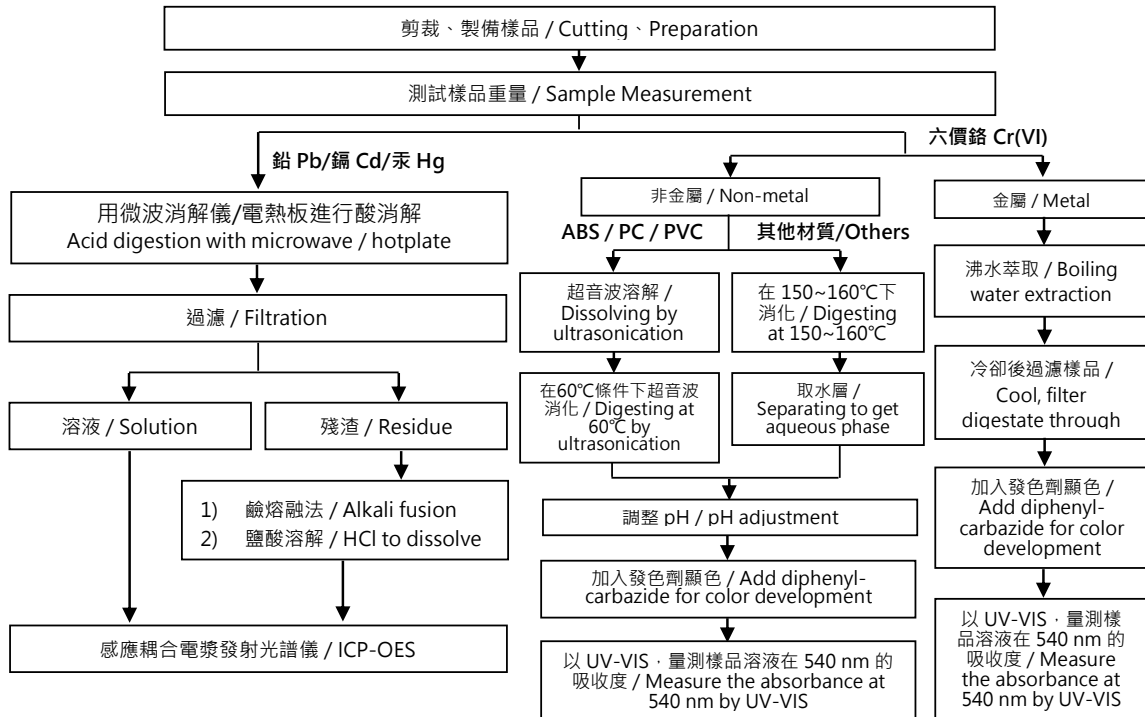 剪裁、製備樣品 / Cutting、Preparation
測試樣品重量 / Sample Measurement
鉛 Pb/鎘 Cd/汞 Hg
用微波消解儀/電熱板進行酸消解
Acid digestion with microwave / hotplate
過濾 / Filtration
溶液 / Solution
殘渣 / Residue
1) 鹼熔融法 / Alkali fusion
2) 鹽酸溶解 / HCl to dissolve
感應耦合電漿發射光譜儀 / ICP-OES
六價鉻 Cr(VI)
非金屬 / Non-metal
ABS / PC / PVC
超音波溶解 /
Dissolving by
ultrasonication
在60℃條件下超音波
消化 / Digesting at
60℃ by
ultrasonication
其他材質/Others
在 150~160℃下
消化 / Digesting
at 150~160℃
取水層 /
Separating to get
aqueous phase
調整 pH / pH adjustment
加入發色劑顯色 / Add diphenyl-
carbazide for color development
以 UV-VIS，量測樣品溶液在 540 nm 的
吸收度 / Measure the absorbance at
540 nm by UV-VIS
金屬 / Metal
沸水萃取 / Boiling
water extraction
冷卻後過濾樣品 /
Cool, filter
digestate through
加入發色劑顯色 /
Add diphenyl-
carbazide for color
development
以 UV-VIS，量測樣
品溶液在 540 nm 的
吸收度 / Measure
the absorbance at
540 nm by UV-VIS